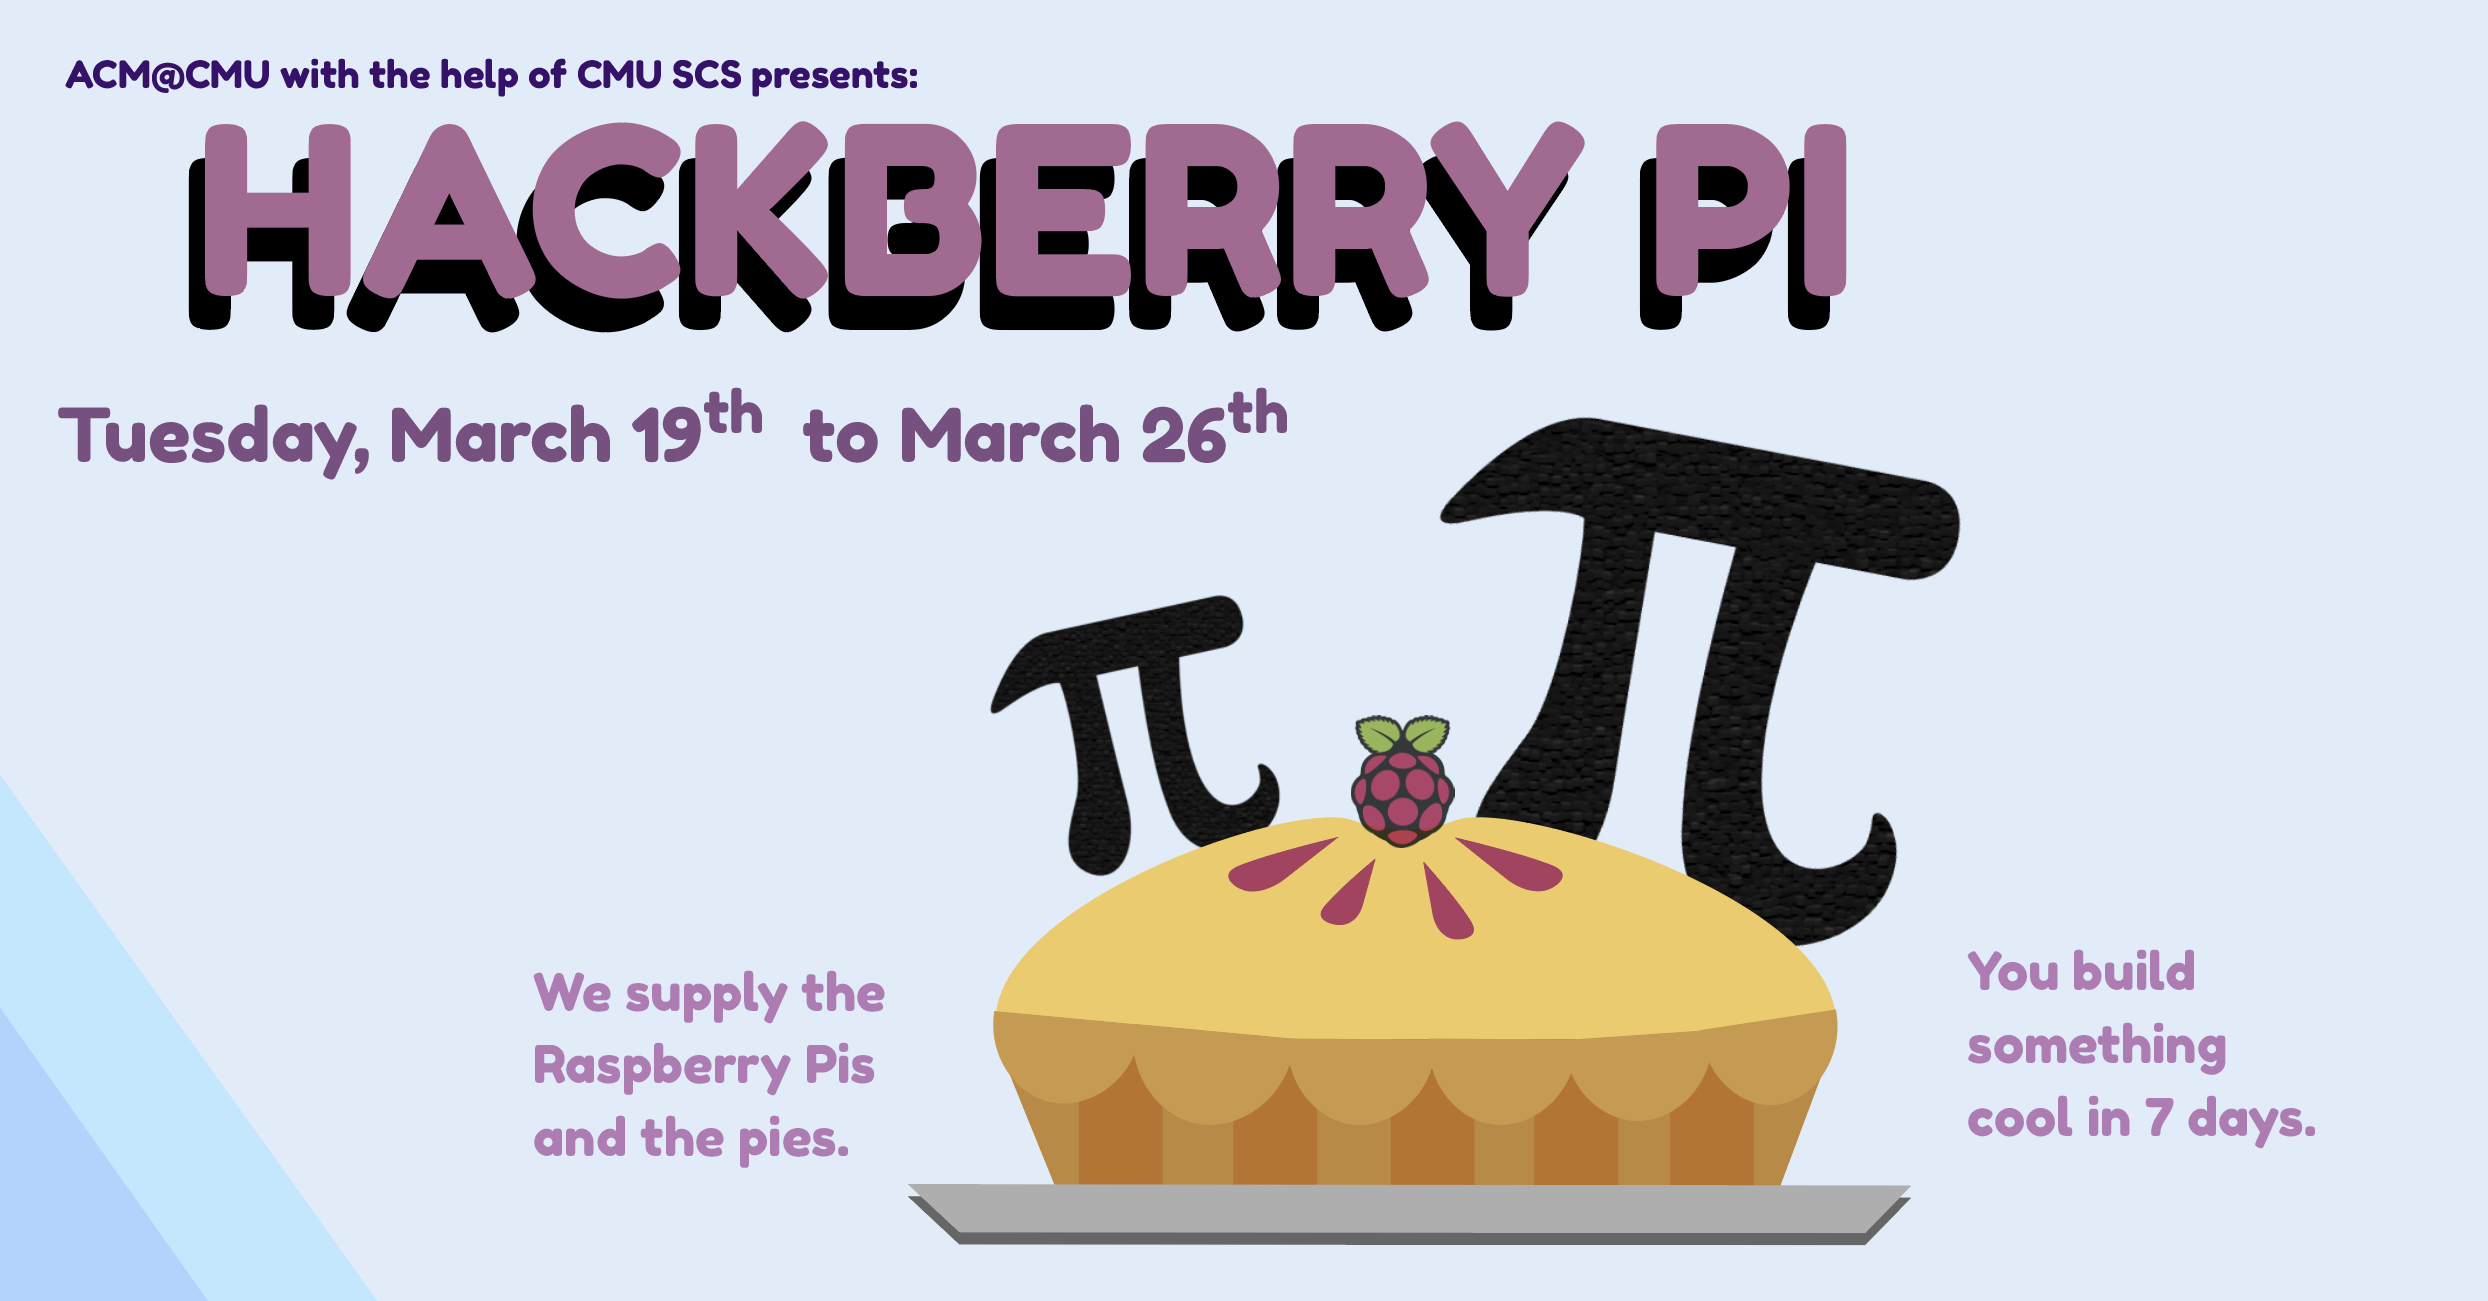 ACM@CMU with the help of CMU SCS presents:
HACKBERRY PI
Tuesday, March 19th to March 26th
π
π
We supply the
Raspberry Pis
and the pies.
You build
something
cool in 7 days.